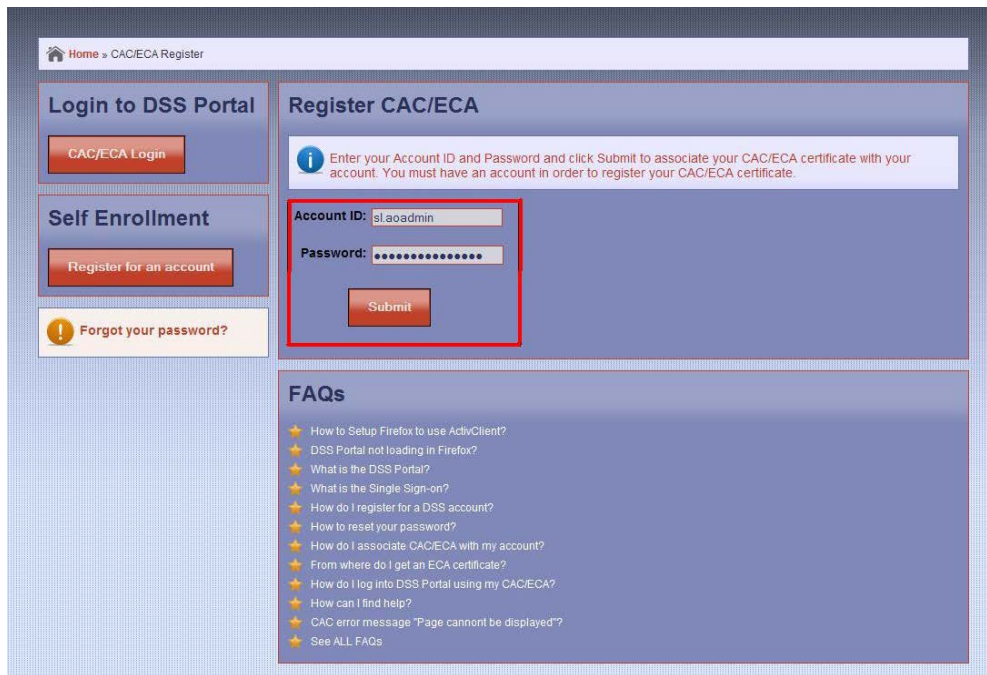 Home » CAC/ECA Register
Login to DSS Portal
CAC/ECA Login
Self Enrollment
Register for an account
Forgot your password?
Register CAC/ECA
Enter your Account ID and Password and click Submit to associate your CAC/ECA certificate with your
account. You must have an account in order to register your CAC/ECA certificate.
Account ID: sl.aoadmin
Password: •••••••••••••••
Submit
FAQs
How to Setup Firefox to use ActivClient?
DSS Portal not loading in Firefox?
What is the DSS Portal?
What is the Single Sign-on?
How do I register for a DSS account?
How to reset your password?
How do I associate CAC/ECA with my account?
From where do I get an ECA certificate?
How do I log into DSS Portal using my CAC/ECA?
How can I find help?
CAC error message "Page cannont be displayed"?
See ALL FAQs